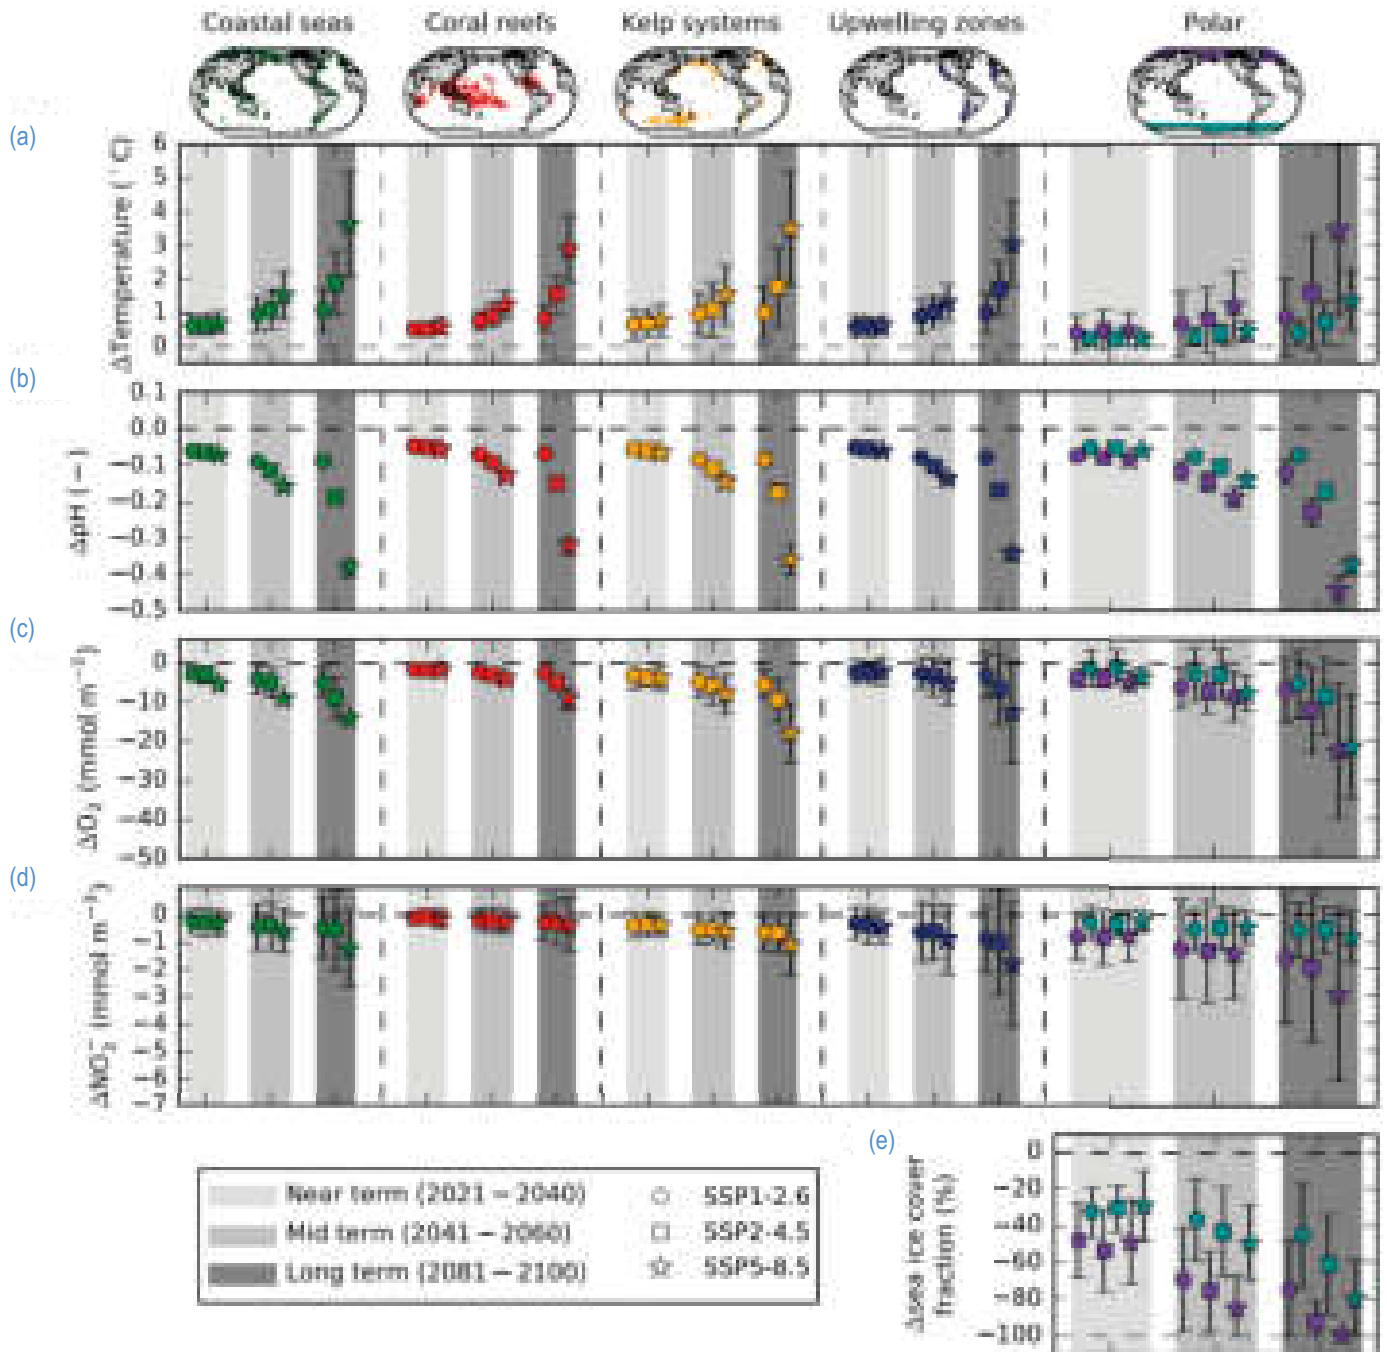 Coastal seas Coral reefs Kelp systems Upwelling zones Polar
(a)
ΔTemperature (°C)
6
5
4
3
2
1
0
(b)
ΔpH (−)
0.1
0.0
−0.1
−0.2
−0.3
−0.4
−0.5
(c)
ΔO₂ (mmol m⁻³)
0
−10
−20
−30
−40
−50
(d)
ΔNO₃⁻ (mmol m⁻³)
0
−1
−2
−3
−4
−5
−6
−7
(e)
Δsea ice cover
fraction (%)
0
−20
−40
−60
−80
−100
Near term (2021 − 2040) SSP1-2.6
Mid term (2041 − 2060) SSP2-4.5
Long term (2081 − 2100) SSP5-8.5